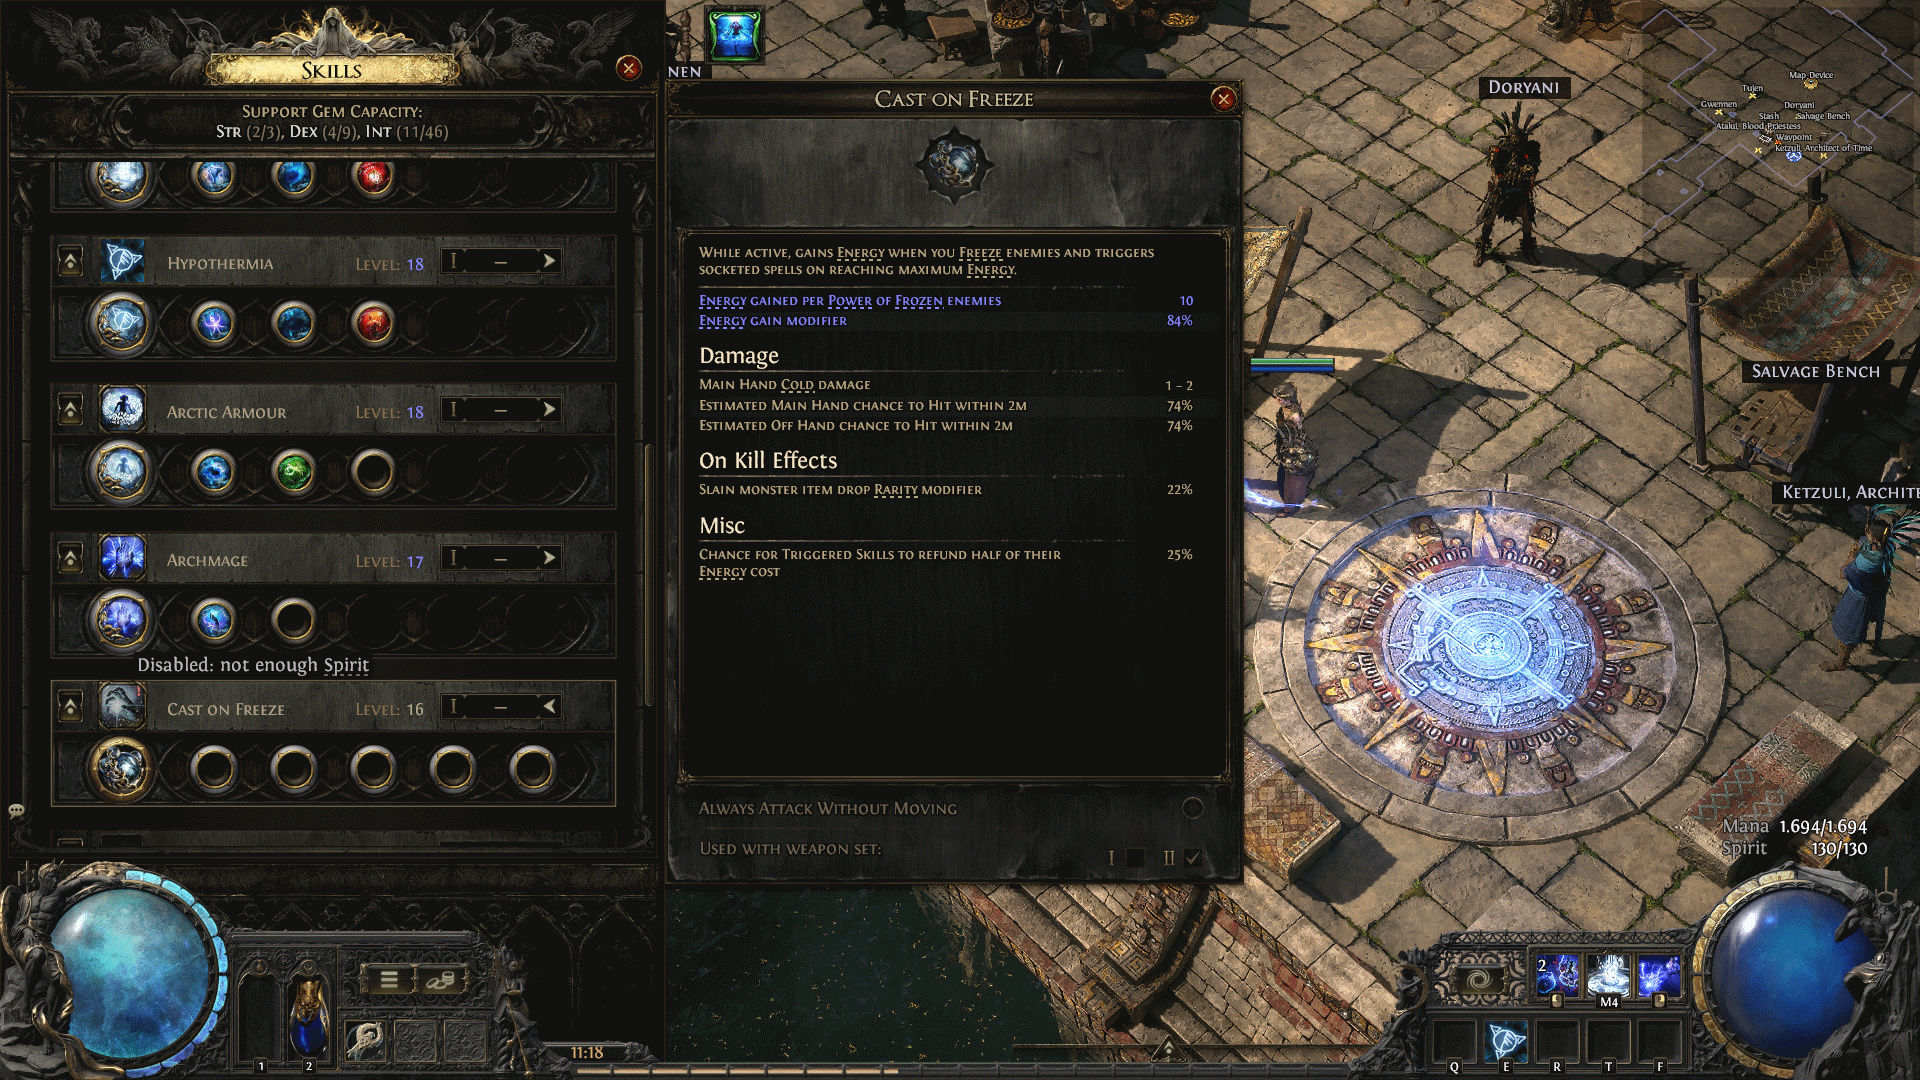 SKILLS
SUPPORT GEM CAPACITY:
STR (2/3), DEX (4/9), INT (11/46)
HYPOTHERMIA LEVEL: 18 I –
ARCTIC ARMOUR LEVEL: 18 I –
ARCHMAGE LEVEL: 17 I –
Disabled: not enough Spirit
CAST ON FREEZE LEVEL: 16 I –
NEN
CAST ON FREEZE
WHILE ACTIVE, GAINS ENERGY WHEN YOU FREEZE ENEMIES AND TRIGGERS
SOCKETED SPELLS ON REACHING MAXIMUM ENERGY.
ENERGY GAINED PER POWER OF FROZEN ENEMIES 10
ENERGY GAIN MODIFIER 84%
Damage
MAIN HAND COLD DAMAGE 1 – 2
ESTIMATED MAIN HAND CHANCE TO HIT WITHIN 2M 74%
ESTIMATED OFF HAND CHANCE TO HIT WITHIN 2M 74%
On Kill Effects
SLAIN MONSTER ITEM DROP RARITY MODIFIER 22%
Misc
CHANCE FOR TRIGGERED SKILLS TO REFUND HALF OF THEIR 25%
ENERGY COST
ALWAYS ATTACK WITHOUT MOVING
USED WITH WEAPON SET: I II
DORYANI
Map Device
Tujen
Gwennen
Doryani
Stash
Salvage Bench
Atalui, Blood Priestess
Waypoint
Ketzuli, Architect of Time
SALVAGE BENCH
KETZULI, ARCHITE
Mana 1.694/1.694
Spirit 130/130
2
M4
Q E R T F
1 2
11:18